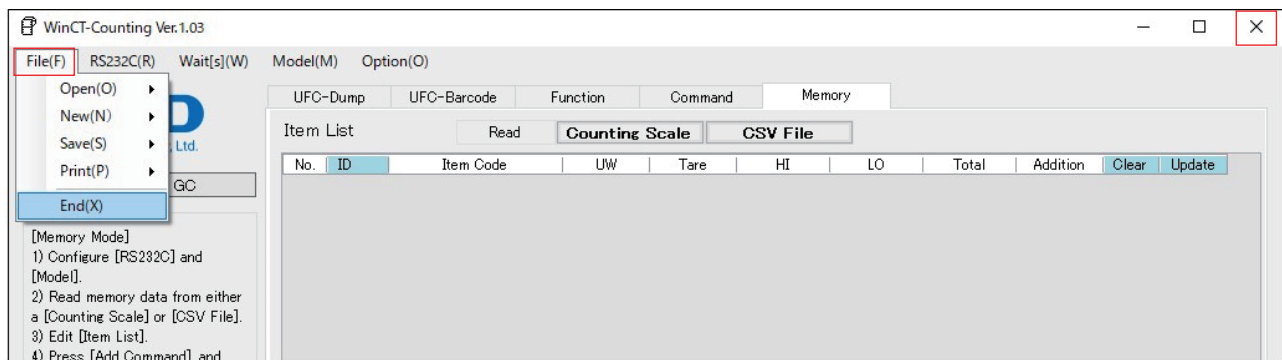 WinCT-Counting Ver.1.03
File(F) RS232C(R) Wait[s](W) Model(M) Option(O)
Open(O)
New(N)
Save(S)
Print(P)
End(X)
D
, Ltd.
GC
UFC-Dump UFC-Barcode Function Command Memory
Item List Read Counting Scale CSV File
No. ID Item Code UW Tare HI LO Total Addition Clear Update
[Memory Mode]
1) Configure [RS232C] and
[Model].
2) Read memory data from either
a [Counting Scale] or [CSV File].
3) Edit [Item List].
4) Press [Add Command] and